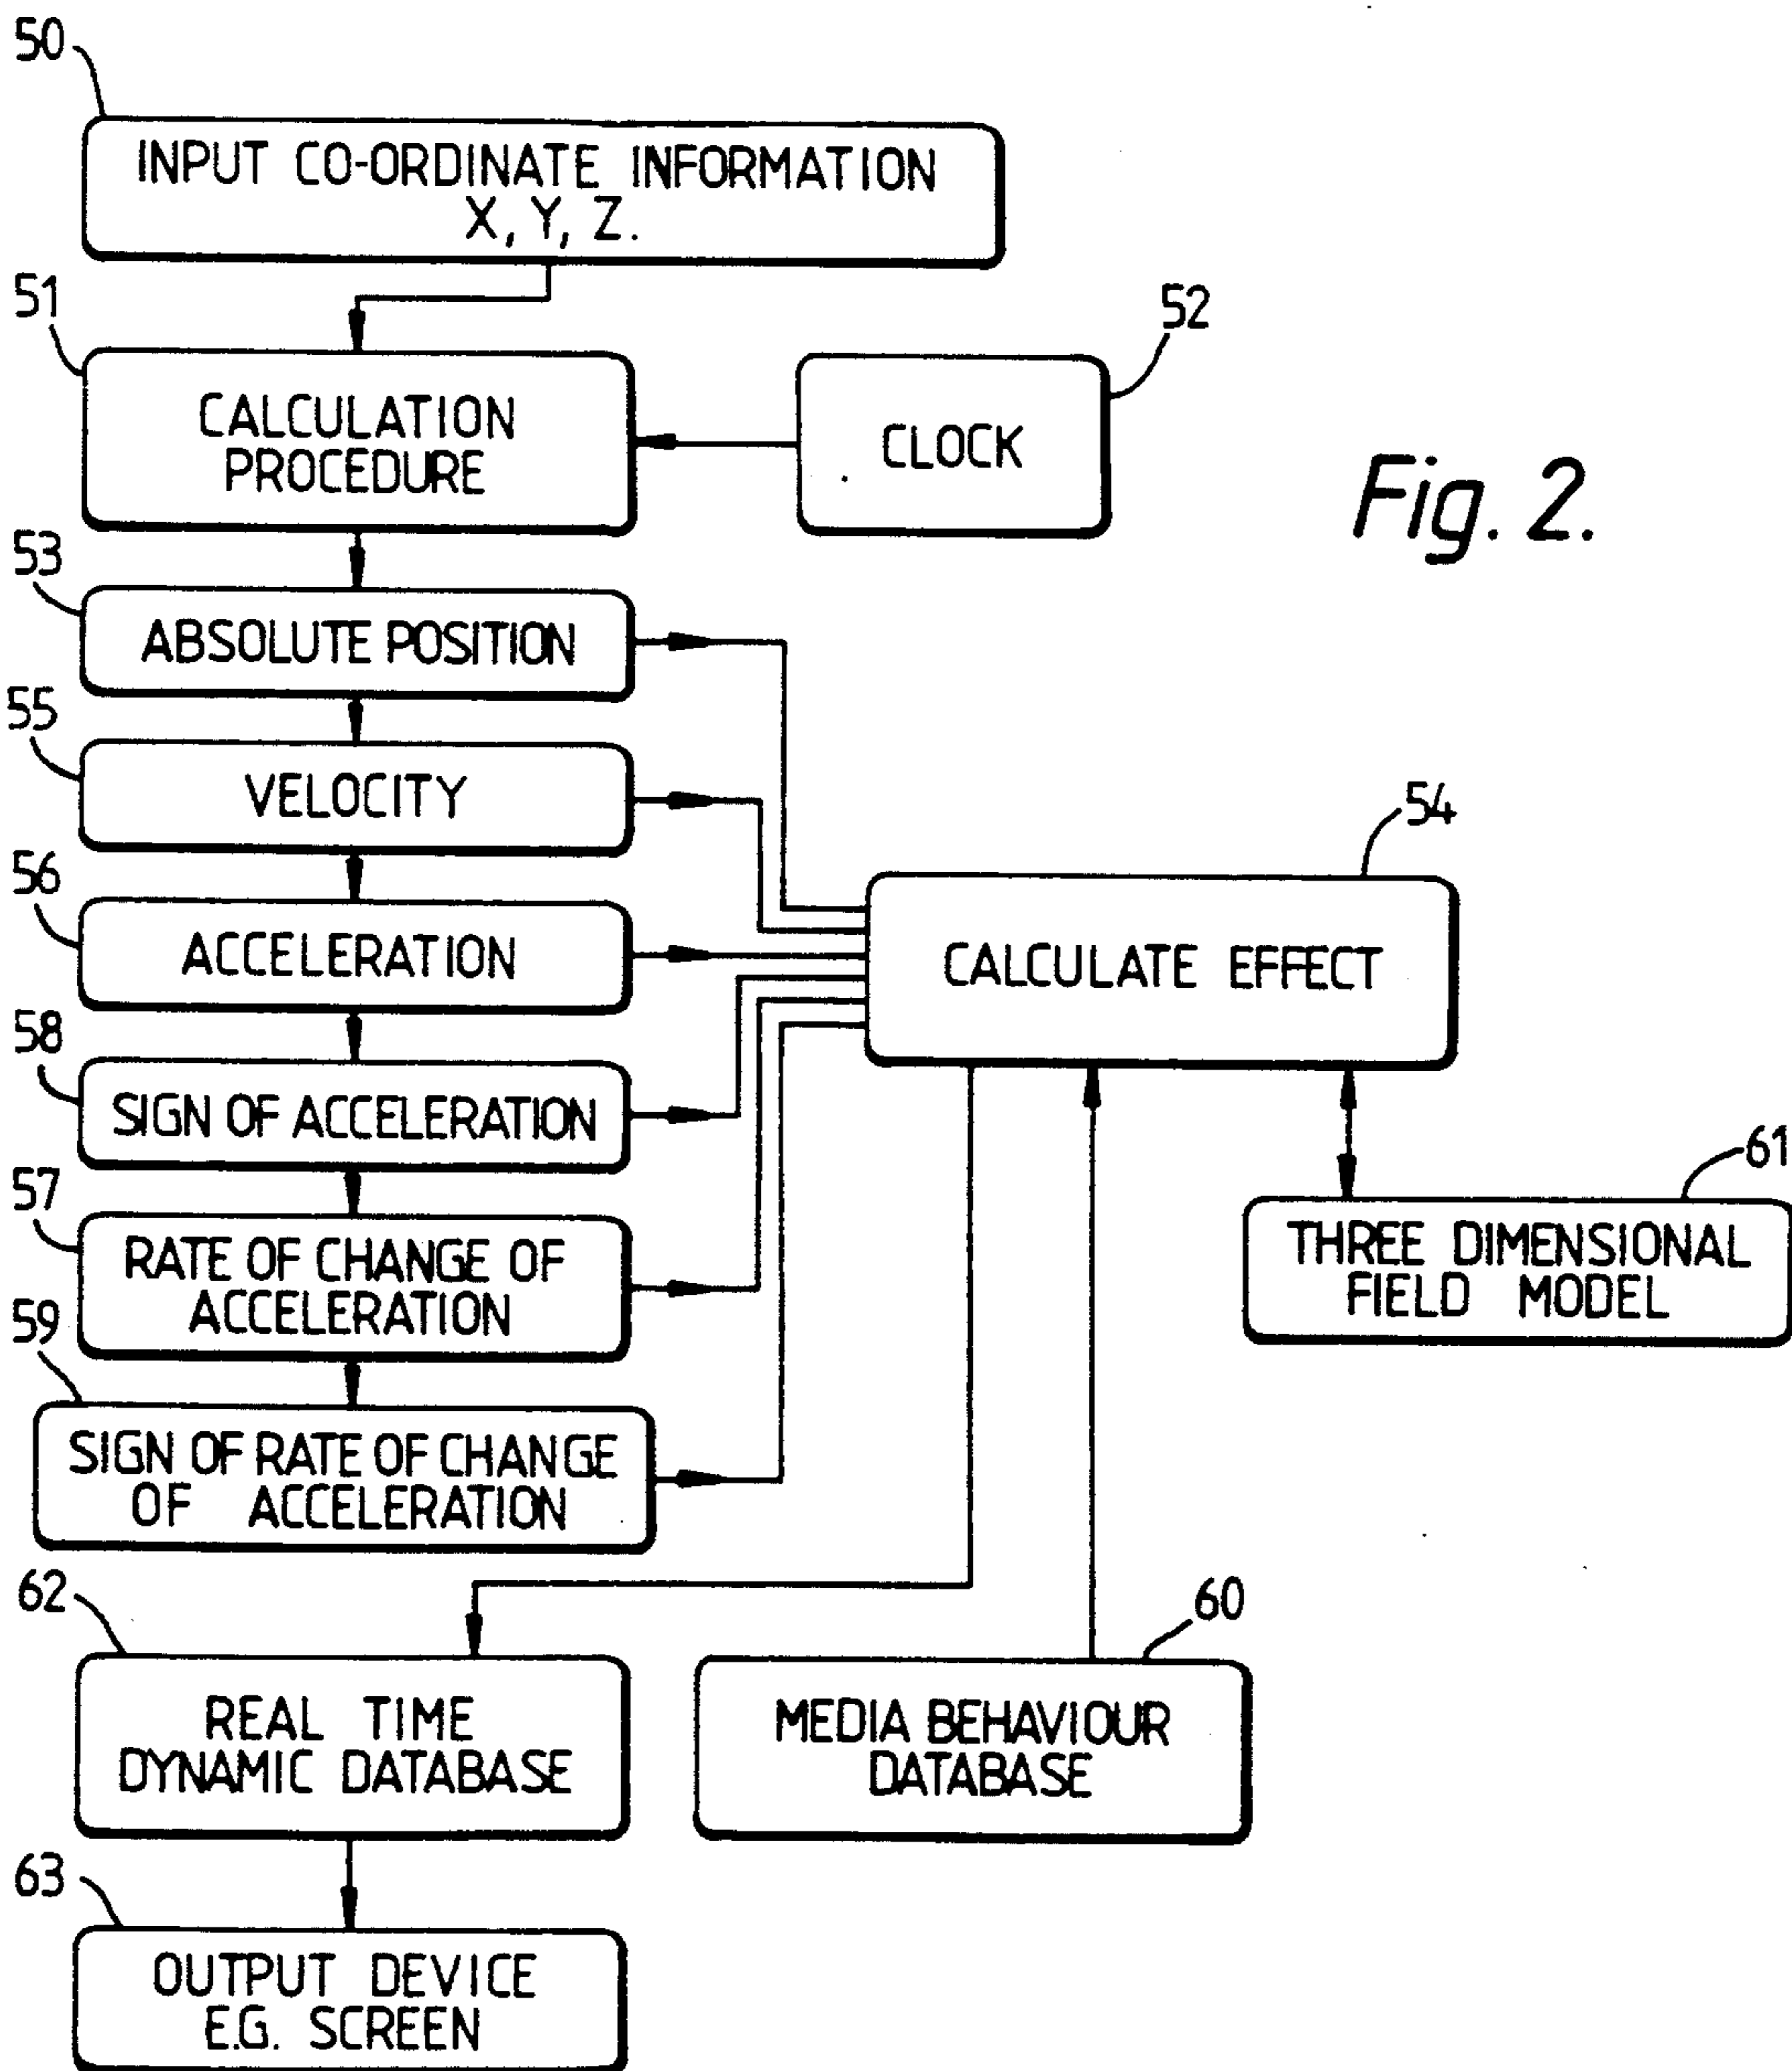 50
INPUT CO-ORDINATE INFORMATION
X, Y, Z.
51
CALCULATION
PROCEDURE
52
CLOCK
Fig. 2.
53
ABSOLUTE POSITION
55
VELOCITY
54
CALCULATE EFFECT
56
ACCELERATION
58
SIGN OF ACCELERATION
61
THREE DIMENSIONAL
FIELD MODEL
57
RATE OF CHANGE OF
ACCELERATION
59
SIGN OF RATE OF CHANGE
OF ACCELERATION
62
REAL TIME
DYNAMIC DATABASE
60
MEDIA BEHAVIOUR
DATABASE
63
OUTPUT DEVICE
E.G. SCREEN